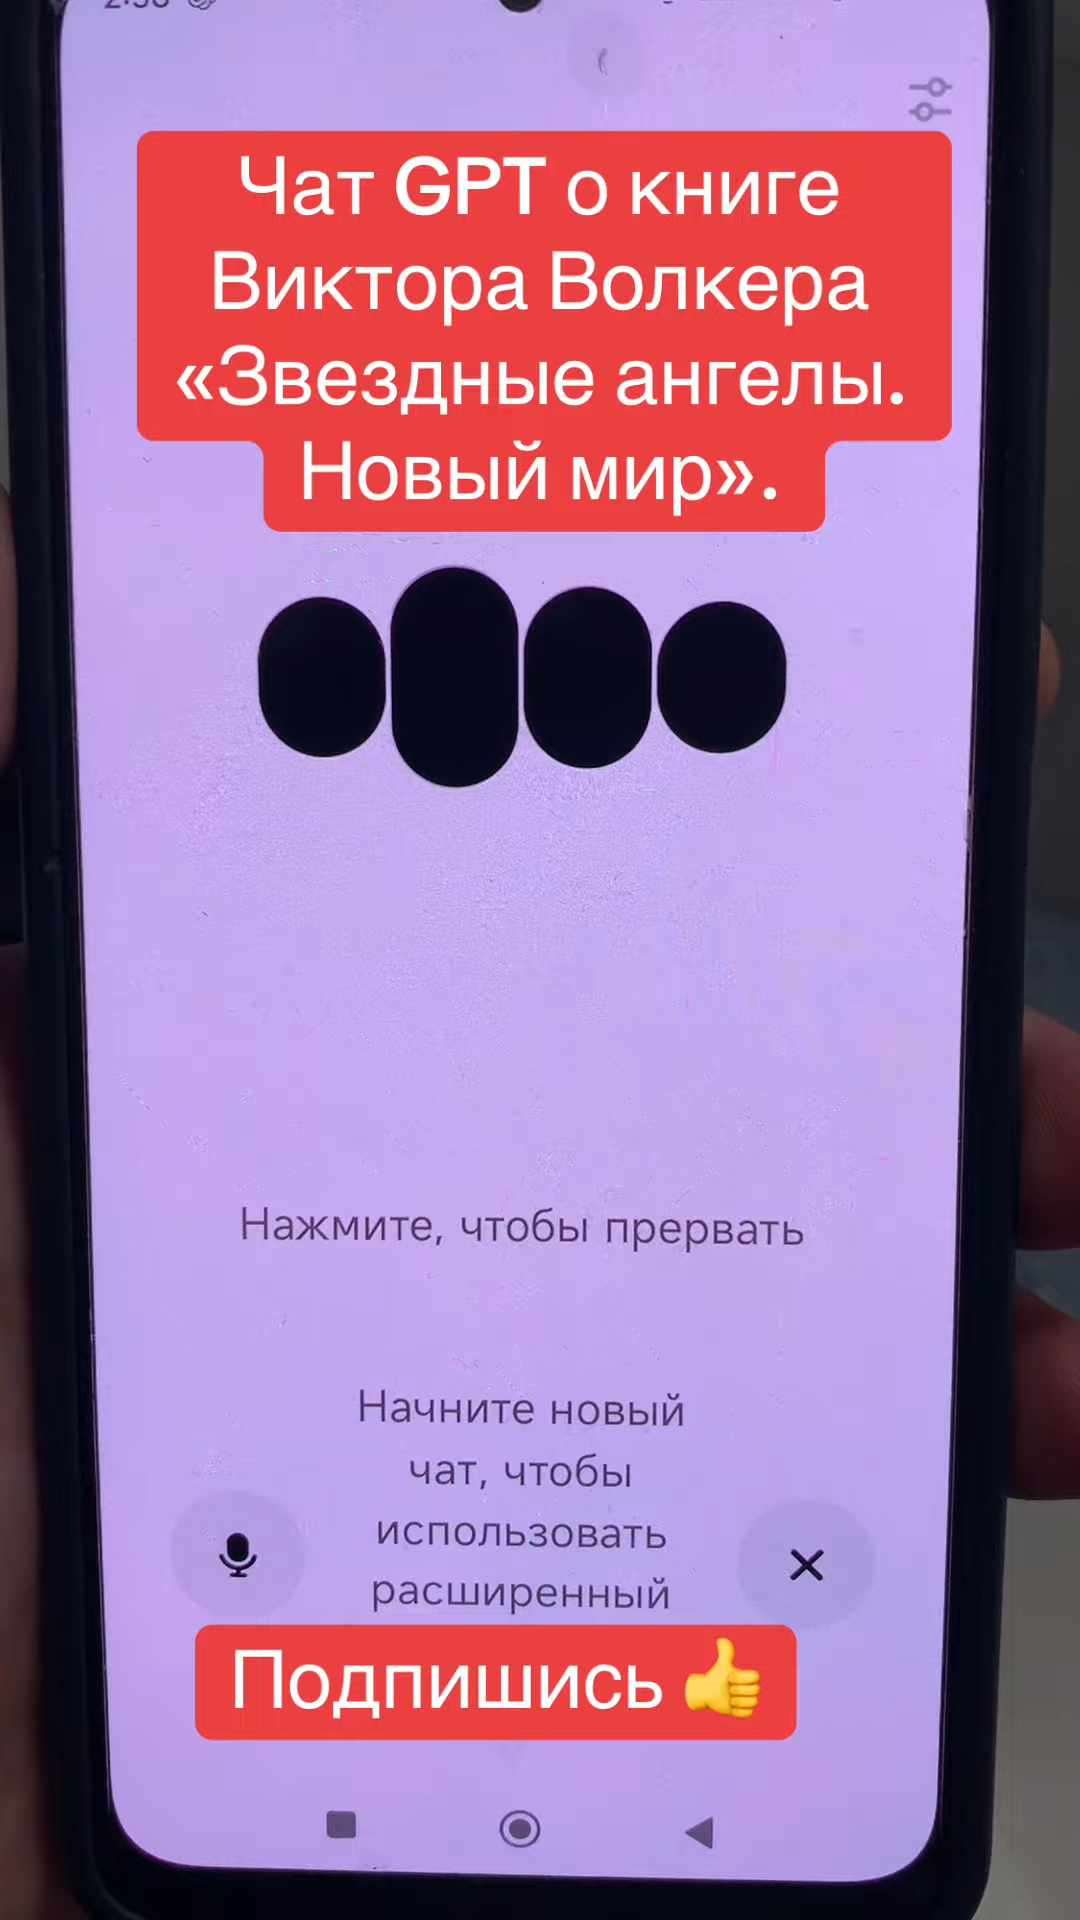 Чат GPT о книге
Виктора Волкера
«Звездные ангелы.
Новый мир».
Нажмите, чтобы прервать
Начните новый
чат, чтобы
использовать
расширенный
Подпишись 👍